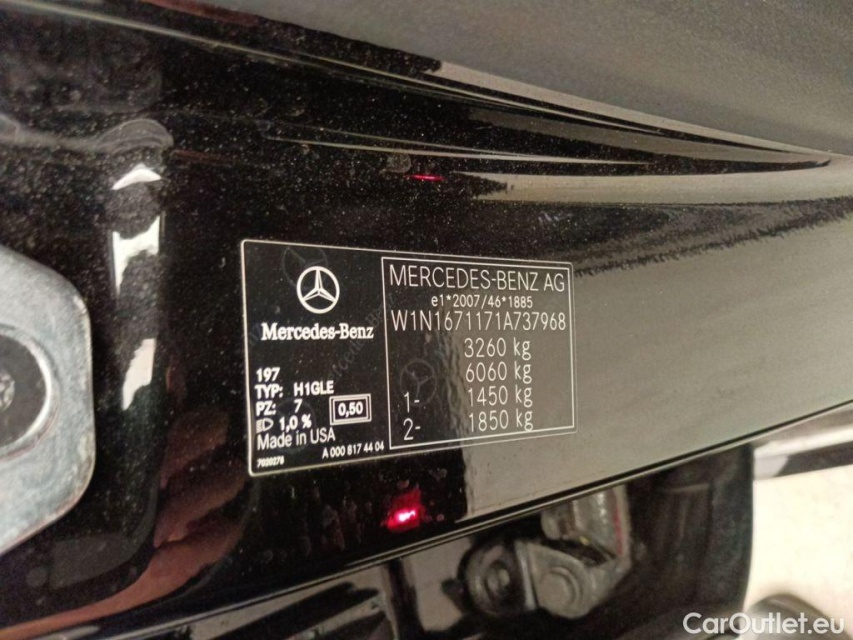 Mercedes-Benz
197
TYP: H1GLE
PZ: 7
0,50
1,0 %
Made in USA
7020276
A 000 817 44 04
MERCEDES-BENZ AG
e1*2007/46*1885
W1N1671171A737968
3260 kg
6060 kg
1- 1450 kg
2- 1850 kg
CarOutlet.eu